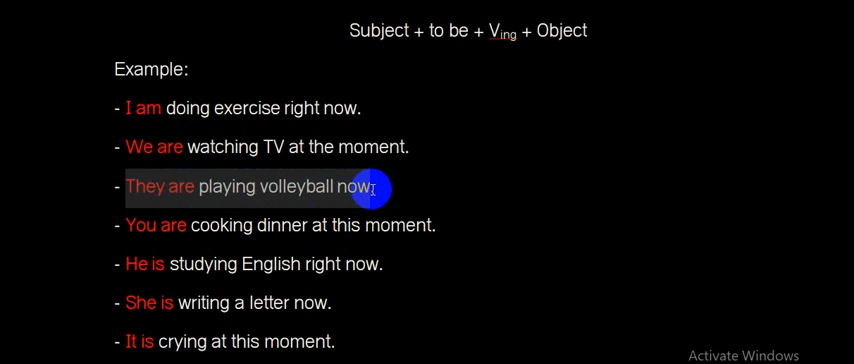 Subject + to be + Ving + Object
Example:
- I am doing exercise right now.
- We are watching TV at the moment.
- They are playing volleyball now.
- You are cooking dinner at this moment.
- He is studying English right now.
- She is writing a letter now.
- It is crying at this moment.
Activate Windows